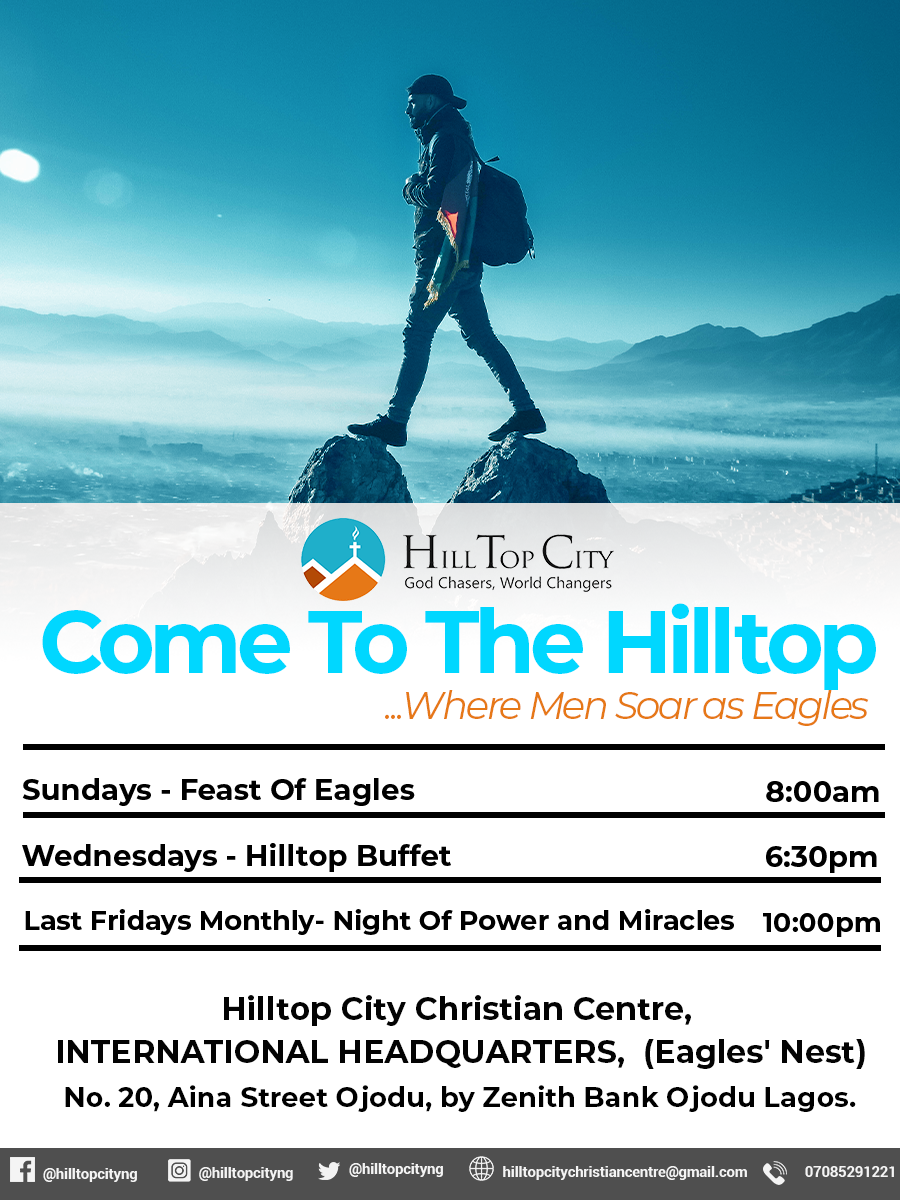 HILL TOP CITY
God Chasers, World Changers
Come To The Hilltop
...Where Men Soar as Eagles
Sundays - Feast Of Eagles 8:00am
Wednesdays - Hilltop Buffet 6:30pm
Last Fridays Monthly- Night Of Power and Miracles 10:00pm
Hilltop City Christian Centre,
INTERNATIONAL HEADQUARTERS, (Eagles' Nest)
No. 20, Aina Street Ojodu, by Zenith Bank Ojodu Lagos.
@hilltopcityng @hilltopcityng @hilltopcityng hilltopcitychristiancentre@gmail.com 07085291221